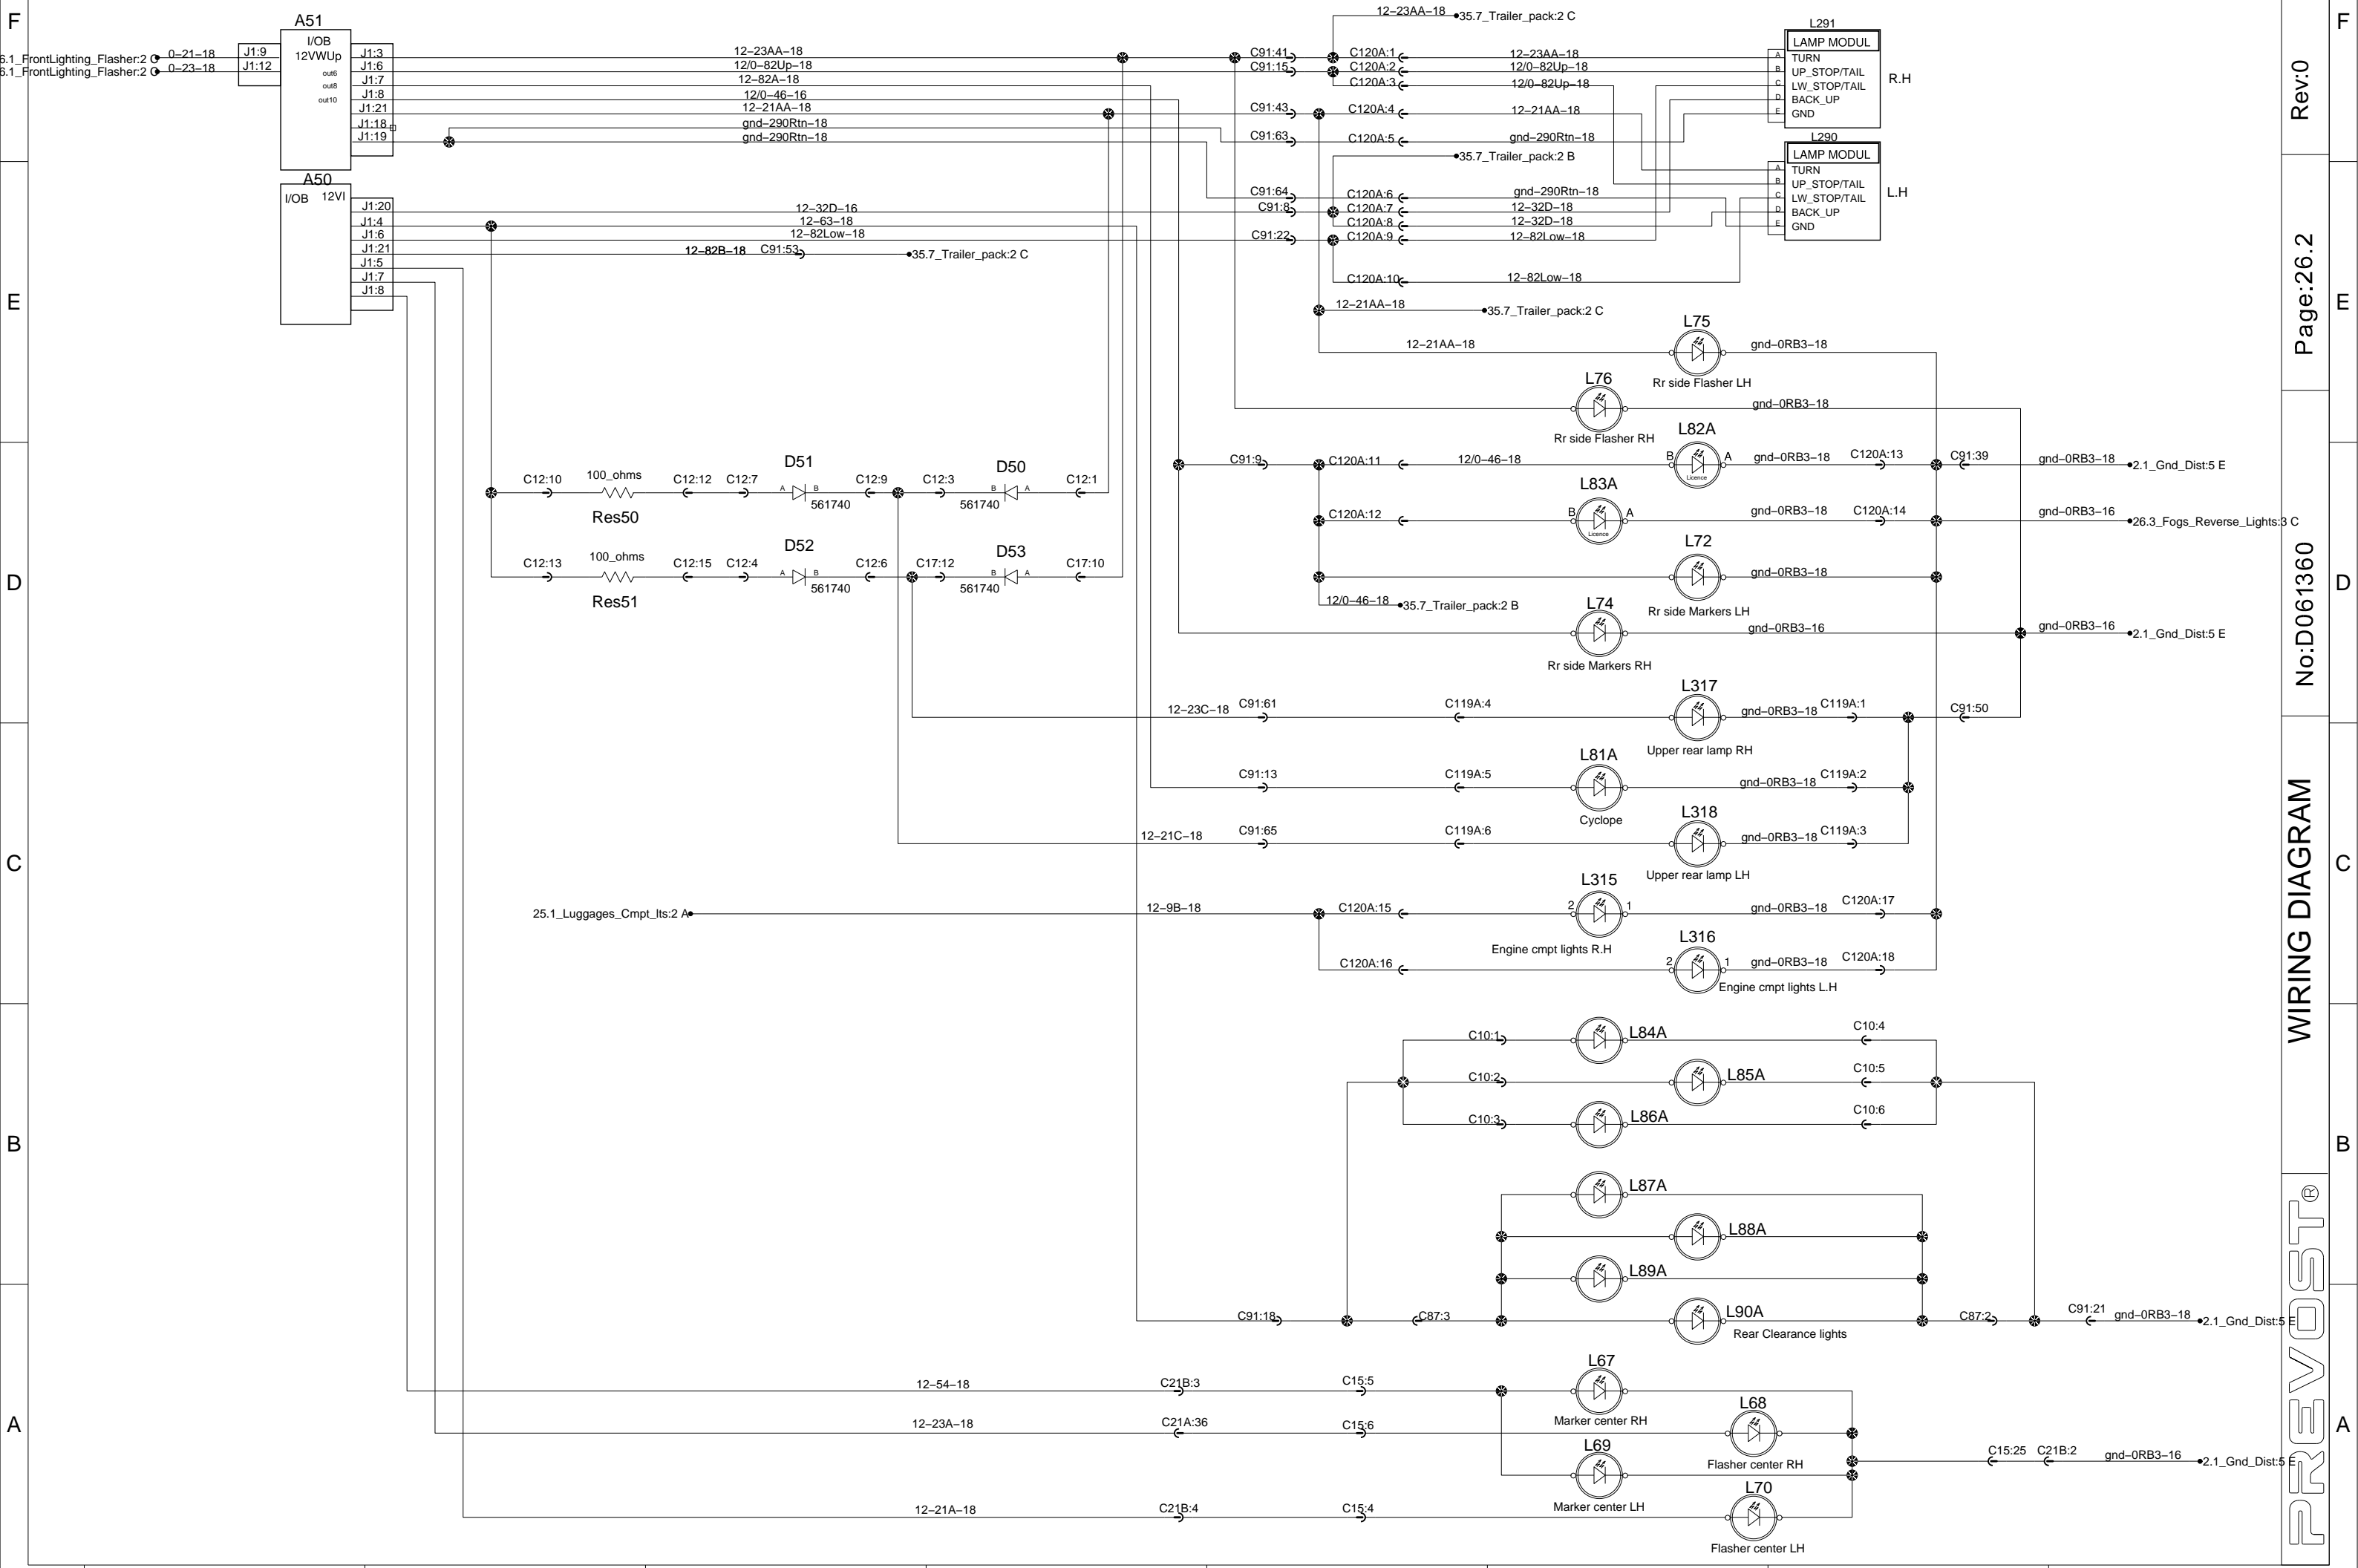 F
A51
I/OB
12VWUp
out6
out8
out10
6.1_FrontLighting_Flasher:2 C
0–21–18
J1:9
6.1_FrontLighting_Flasher:2 C
0–23–18
J1:12
J1:3
J1:6
J1:7
J1:8
J1:21
J1:18
J1:19
12–23AA–18
12/0–82Up–18
12–82A–18
12/0–46–16
12–21AA–18
gnd–290Rtn–18
gnd–290Rtn–18
12–23AA–18
35.7_Trailer_pack:2 C
C91:41
C120A:1
12–23AA–18
C91:15
C120A:2
12/0–82Up–18
C120A:3
12/0–82Up–18
C91:43
C120A:4
12–21AA–18
C91:63
C120A:5
gnd–290Rtn–18
35.7_Trailer_pack:2 B
C91:64
C120A:6
gnd–290Rtn–18
C91:8
C120A:7
12–32D–18
C120A:8
12–32D–18
C91:22
C120A:9
12–82Low–18
C120A:10
12–82Low–18
12–21AA–18
35.7_Trailer_pack:2 C
L291
LAMP MODUL
A TURN
B UP_STOP/TAIL
C LW_STOP/TAIL
D BACK_UP
E GND
R.H
L290
LAMP MODUL
A TURN
B UP_STOP/TAIL
C LW_STOP/TAIL
D BACK_UP
E GND
L.H
F
A50
I/OB 12VI
J1:20
J1:4
J1:6
J1:21
J1:5
J1:7
J1:8
12–32D–16
12–63–18
12–82Low–18
12–82B–18
C91:53
35.7_Trailer_pack:2 C
E
E
12–21AA–18
L75
gnd–0RB3–18
Rr side Flasher LH
L76
gnd–0RB3–18
Rr side Flasher RH
C91:9
C120A:11
12/0–46–18
L82A
B
A
Licence
gnd–0RB3–18
C120A:13
C91:39
gnd–0RB3–18
2.1_Gnd_Dist:5 E
C120A:12
L83A
B
A
Licence
gnd–0RB3–18
C120A:14
gnd–0RB3–16
26.3_Fogs_Reverse_Lights:3 C
L72
gnd–0RB3–18
Rr side Markers LH
12/0–46–18
35.7_Trailer_pack:2 B
L74
gnd–0RB3–16
gnd–0RB3–16
2.1_Gnd_Dist:5 E
Rr side Markers RH
C12:10
100_ohms
Res50
C12:12
C12:7
D51
A
B
561740
C12:9
C12:3
D50
B
A
561740
C12:1
C12:13
100_ohms
Res51
C12:15
C12:4
D52
A
B
561740
C12:6
C17:12
D53
B
A
561740
C17:10
D
D
12–23C–18
C91:61
C119A:4
L317
gnd–0RB3–18
C119A:1
C91:50
Upper rear lamp RH
C91:13
C119A:5
L81A
gnd–0RB3–18
C119A:2
Cyclope
12–21C–18
C91:65
C119A:6
L318
gnd–0RB3–18
C119A:3
Upper rear lamp LH
C
C
25.1_Luggages_Cmpt_lts:2 A
12–9B–18
C120A:15
L315
2
1
gnd–0RB3–18
C120A:17
Engine cmpt lights R.H
C120A:16
L316
2
1
gnd–0RB3–18
C120A:18
Engine cmpt lights L.H
C10:1
L84A
C10:4
C10:2
L85A
C10:5
C10:3
L86A
C10:6
B
B
L87A
L88A
L89A
C91:18
C87:3
L90A
Rear Clearance lights
C87:2
C91:21
gnd–0RB3–18
2.1_Gnd_Dist:5 E
12–54–18
C21B:3
C15:5
L67
Marker center RH
12–23A–18
C21A:36
C15:6
L68
Flasher center RH
L69
Marker center LH
C15:25
C21B:2
gnd–0RB3–16
2.1_Gnd_Dist:5 E
12–21A–18
C21B:4
C15:4
L70
Flasher center LH
A
A
Rev:0
Page:26.2
No:D061360
WIRING DIAGRAM
PREVOST®